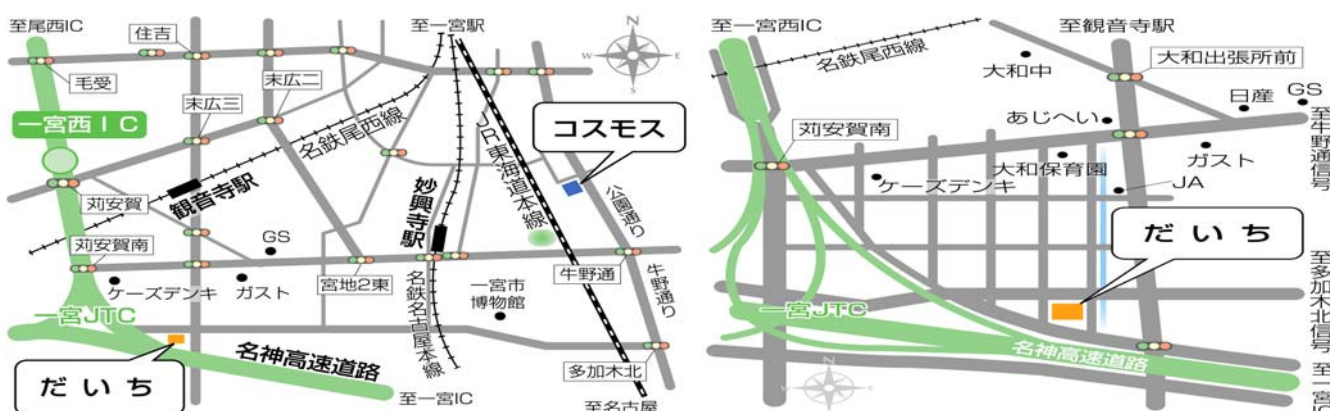 至尾西IC
住吉
至一宮駅
N
W
E
S
毛受
末広三
末広二
一宮西IC
名鉄尾西線
JR東海道本線
コスモス
観音寺駅
妙興寺駅
公園通り
苅安賀
苅安賀南
GS
ケーズデンキ
ガスト
宮地2東
一宮市
博物館
牛野通
牛野通り
一宮JTC
名鉄名古屋本線
名神高速道路
だいち
至一宮IC
多加木北
至名古屋
至一宮西IC
至観音寺駅
名鉄尾西線
大和中
大和出張所前
日産
GS
あじへい
苅安賀南
至牛野通信号
大和保育園
ガスト
ケーズデンキ
JA
だいち
至多加木北信号
一宮JTC
名神高速道路
至一宮IC